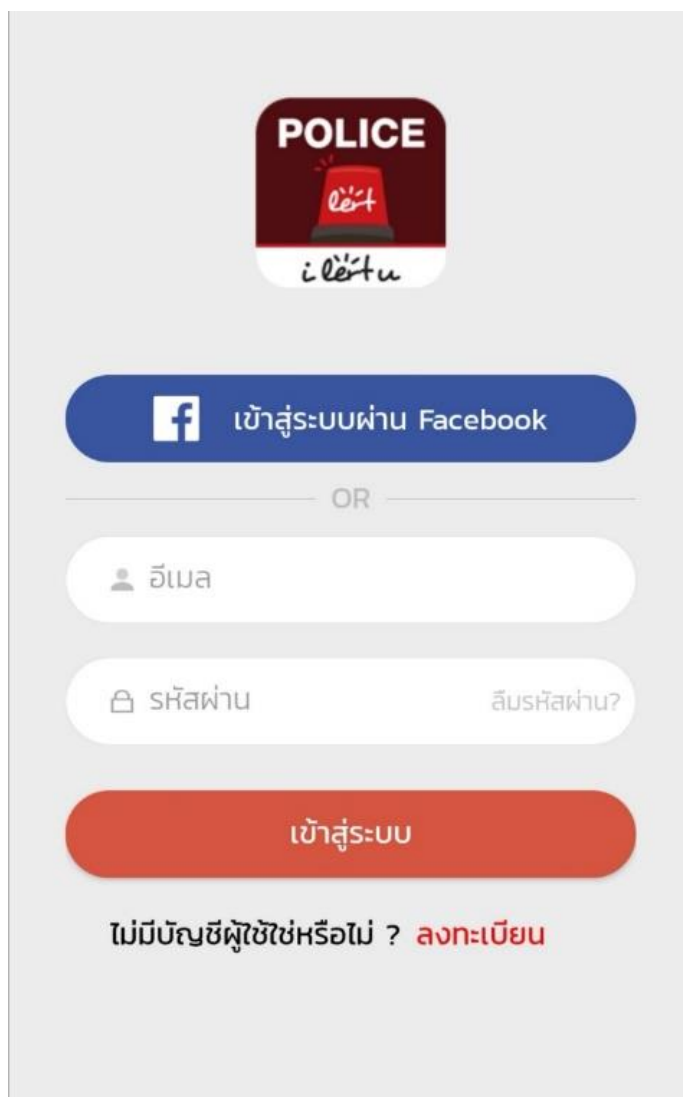 POLICE
lert
i lert u
เข้าสู่ระบบผ่าน Facebook
OR
อีเมล
รหัสผ่าน ลืมรหัสผ่าน?
เข้าสู่ระบบ
ไม่มีบัญชีผู้ใช้ใช่หรือไม่ ? ลงทะเบียน